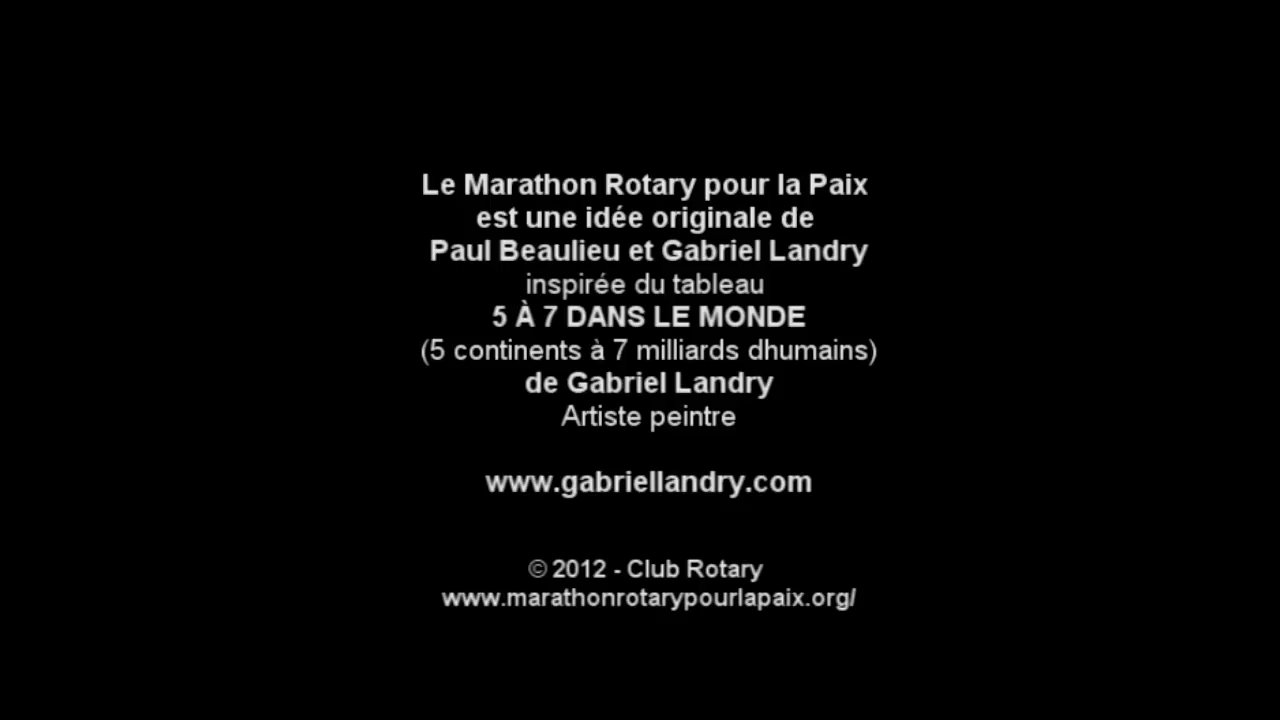 Le Marathon Rotary pour la Paix
est une idée originale de
Paul Beaulieu et Gabriel Landry
inspirée du tableau
5 À 7 DANS LE MONDE
(5 continents à 7 milliards dhumains)
de Gabriel Landry
Artiste peintre
www.gabriellandry.com
© 2012 - Club Rotary
www.marathonrotarypourlapaix.org/